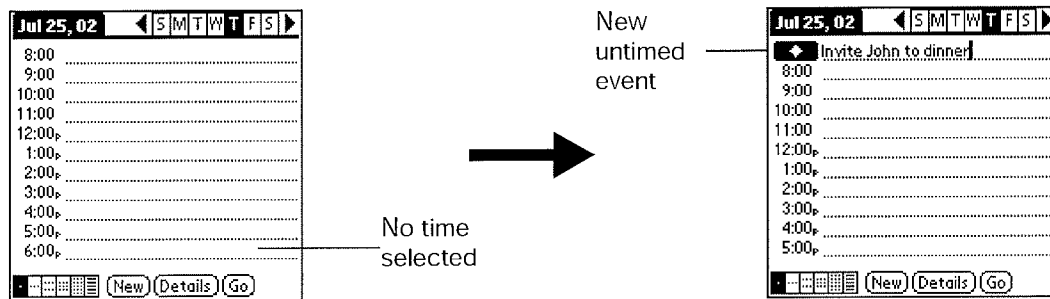 Jul 25, 02 S M T W T F S
8:00
9:00
10:00
11:00
12:00P
1:00P
2:00P
3:00P
4:00P
5:00P
6:00P
New Details Go
No time
selected
New
untimed
event
Jul 25, 02 S M T W T F S
Invite John to dinner
8:00
9:00
10:00
11:00
12:00P
1:00P
2:00P
3:00P
4:00P
5:00P
New Details Go